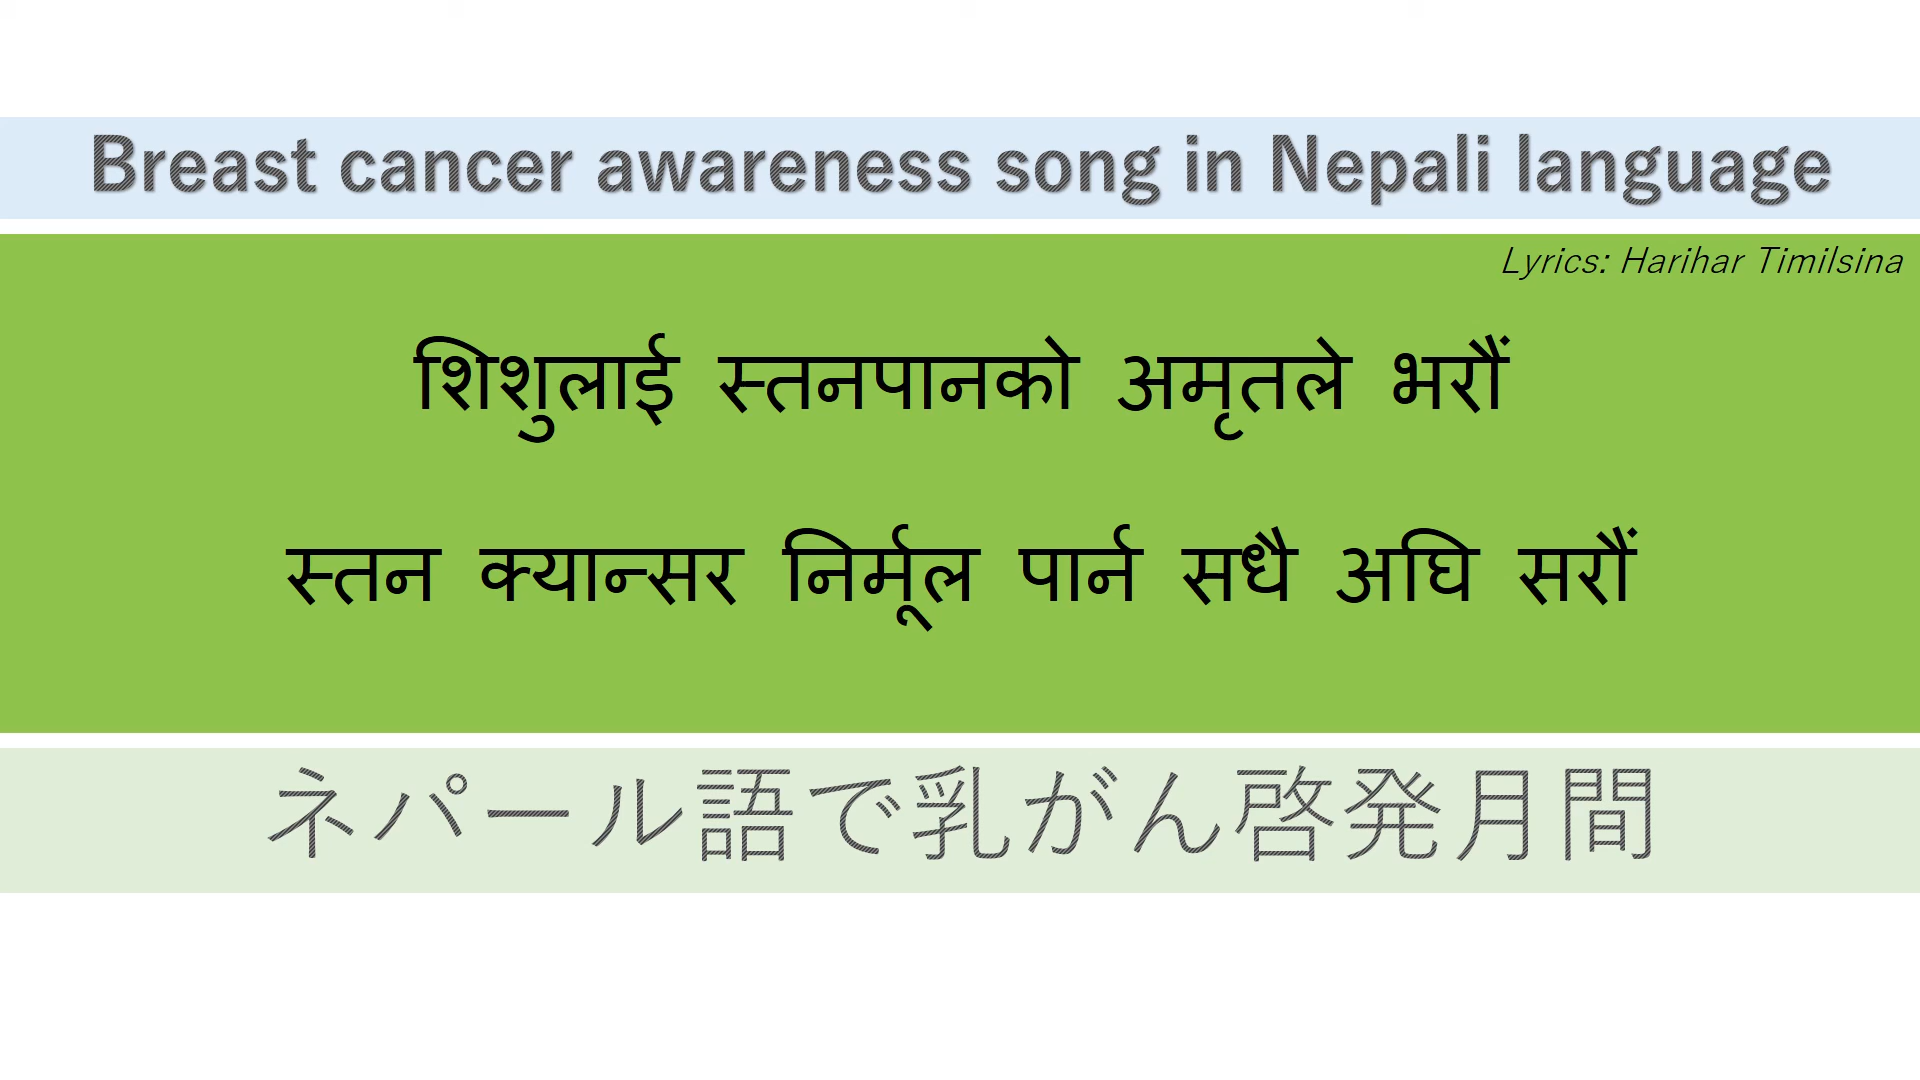 Breast cancer awareness song in Nepali language
Lyrics: Harihar Timilsina
शिशुलाई स्तनपानको अमृतले भरौं
स्तन क्यान्सर निर्मूल पार्न सधै अघि सरौं
ネパール語で乳がん啓発月間